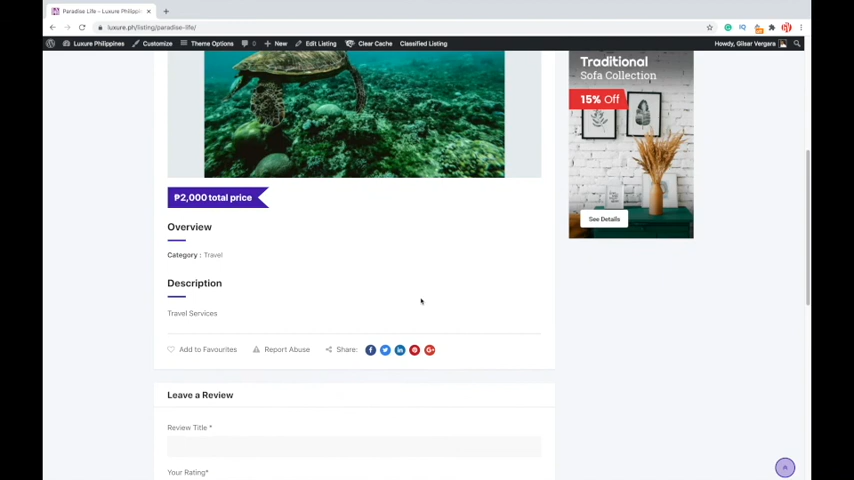 Paradise Life – Luxure Philippi
luxure.ph/listing/paradise-life/
Luxure Philippines Customize Theme Options 0 New Edit Listing Clear Cache Classified Listing Howdy, Gilsar Vergara
Traditional
Sofa Collection
15% Off
See Details
₱2,000 total price
Overview
Category : Travel
Description
Travel Services
Add to Favourites Report Abuse Share:
Leave a Review
Review Title *
Your Rating*